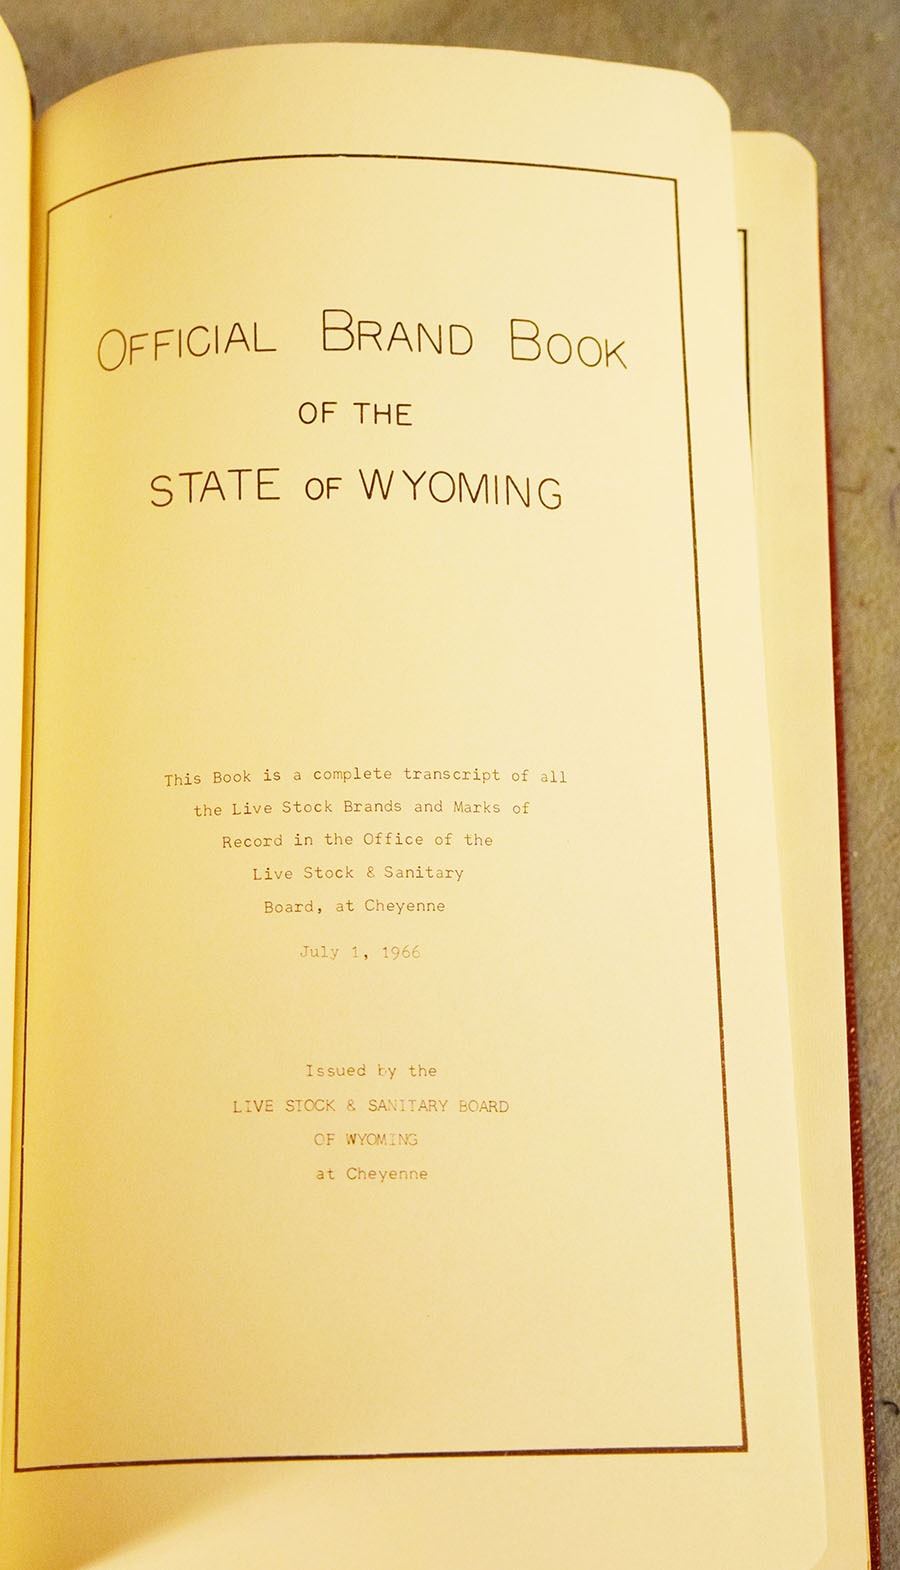 OFFICIAL BRAND BOOK
OF THE
STATE OF WYOMING
This Book is a complete transcript of all
the Live Stock Brands and Marks of
Record in the Office of the
Live Stock & Sanitary
Board, at Cheyenne
July 1, 1966
Issued by the
LIVE STOCK & SANITARY BOARD
OF WYOMING
at Cheyenne